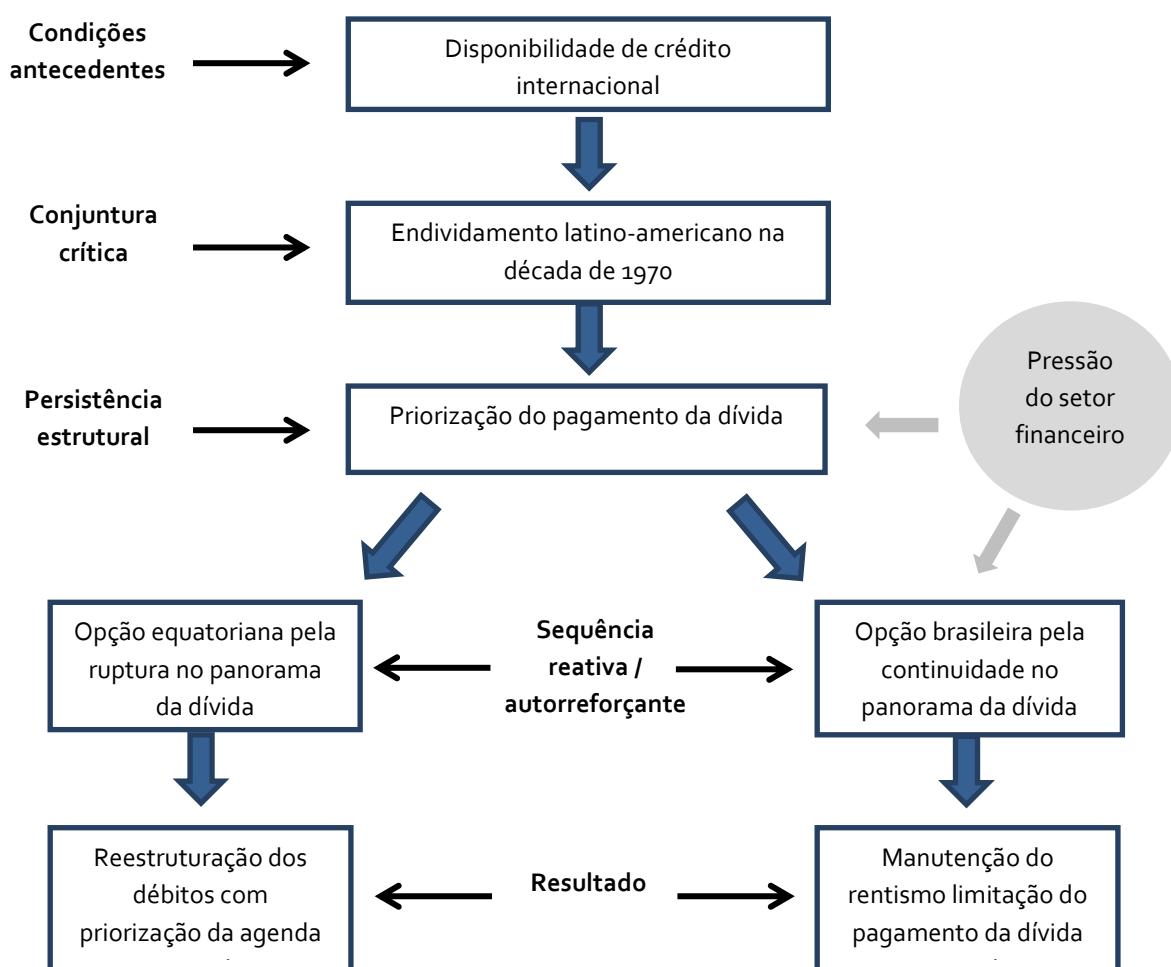 Condições
antecedentes
Disponibilidade de crédito
internacional
Conjuntura
crítica
Endividamento latino-americano na
década de 1970
Persistência
estrutural
Priorização do pagamento da dívida
Pressão
do setor
financeiro
Opção equatoriana pela
ruptura no panorama
da dívida
Sequência
reativa /
autorreforçante
Opção brasileira pela
continuidade no
panorama da dívida
Reestruturação dos
débitos com
priorização da agenda
Resultado
Manutenção do
rentismo limitação do
pagamento da dívida